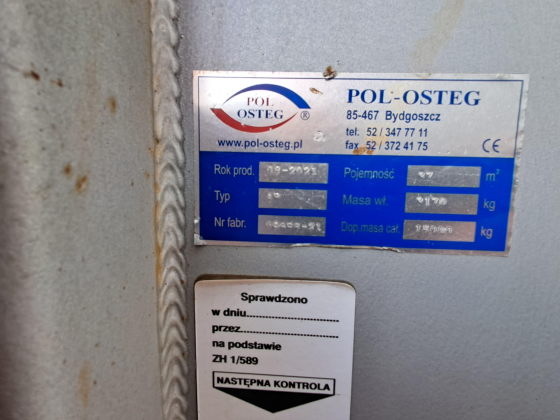 POL
OSTEG
®
www.pol-osteg.pl
POL-OSTEG
85-467 Bydgoszcz
tel. 52 / 347 77 11
fax 52 / 372 41 75
CE
Rok prod. 09-2021
Typ
Nr fabr.
Pojemność m³
Masa wł. kg
Dop.masa cał. kg
Sprawdzono
w dniu
przez
na podstawie
ZH 1/589
NASTĘPNA KONTROLA